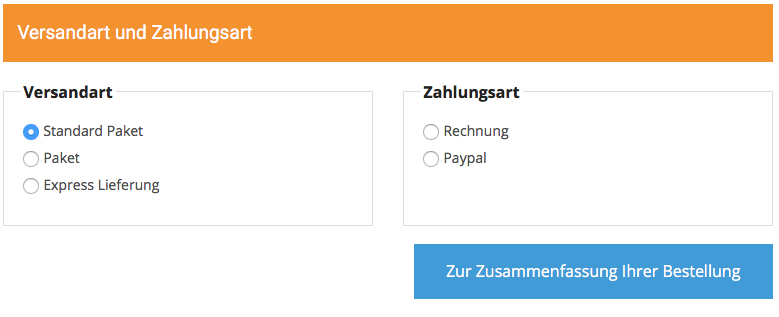 Versandart und Zahlungsart
Versandart
Standard Paket
Paket
Express Lieferung
Zahlungsart
Rechnung
Paypal
Zur Zusammenfassung Ihrer Bestellung